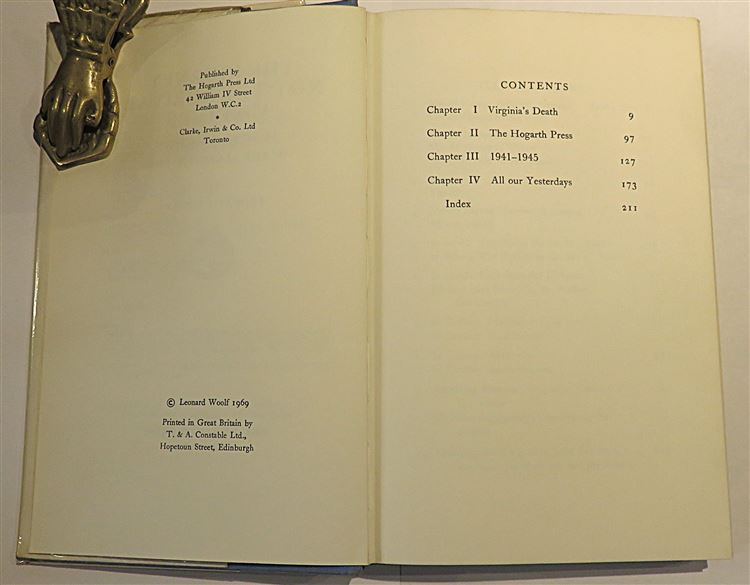 Published by
The Hogarth Press Ltd
42 William IV Street
London W.C.2
*
Clarke, Irwin & Co. Ltd
Toronto
© Leonard Woolf 1969
Printed in Great Britain by
T. & A. Constable Ltd.,
Hopetoun Street, Edinburgh
CONTENTS
Chapter I Virginia's Death 9
Chapter II The Hogarth Press 97
Chapter III 1941–1945 127
Chapter IV All our Yesterdays 173
Index 211